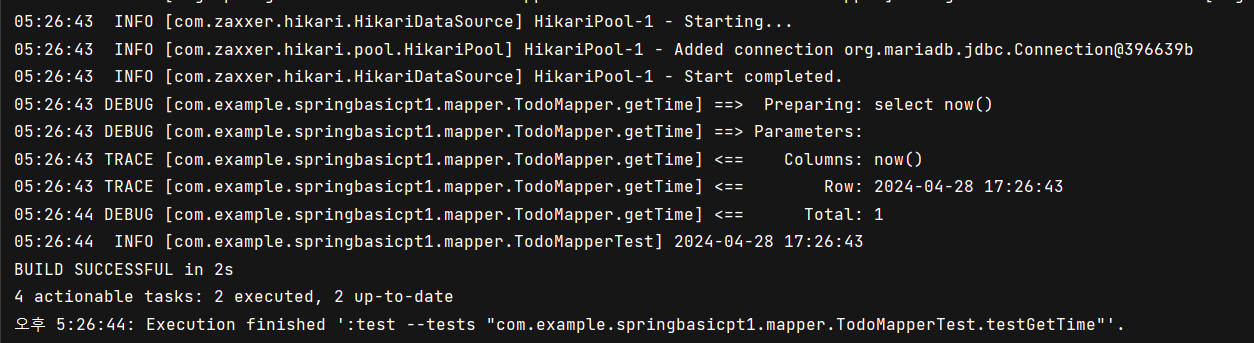 05:26:43  INFO [com.zaxxer.hikari.HikariDataSource] HikariPool-1 - Starting...
05:26:43  INFO [com.zaxxer.hikari.pool.HikariPool] HikariPool-1 - Added connection org.mariadb.jdbc.Connection@396639b
05:26:43  INFO [com.zaxxer.hikari.HikariDataSource] HikariPool-1 - Start completed.
05:26:43 DEBUG [com.example.springbasicpt1.mapper.TodoMapper.getTime] ==>  Preparing: select now()
05:26:43 DEBUG [com.example.springbasicpt1.mapper.TodoMapper.getTime] ==> Parameters:
05:26:43 TRACE [com.example.springbasicpt1.mapper.TodoMapper.getTime] <==    Columns: now()
05:26:43 TRACE [com.example.springbasicpt1.mapper.TodoMapper.getTime] <==        Row: 2024-04-28 17:26:43
05:26:44 DEBUG [com.example.springbasicpt1.mapper.TodoMapper.getTime] <==      Total: 1
05:26:44  INFO [com.example.springbasicpt1.mapper.TodoMapperTest] 2024-04-28 17:26:43
BUILD SUCCESSFUL in 2s
4 actionable tasks: 2 executed, 2 up-to-date
오후 5:26:44: Execution finished ':test --tests "com.example.springbasicpt1.mapper.TodoMapperTest.testGetTime"'.